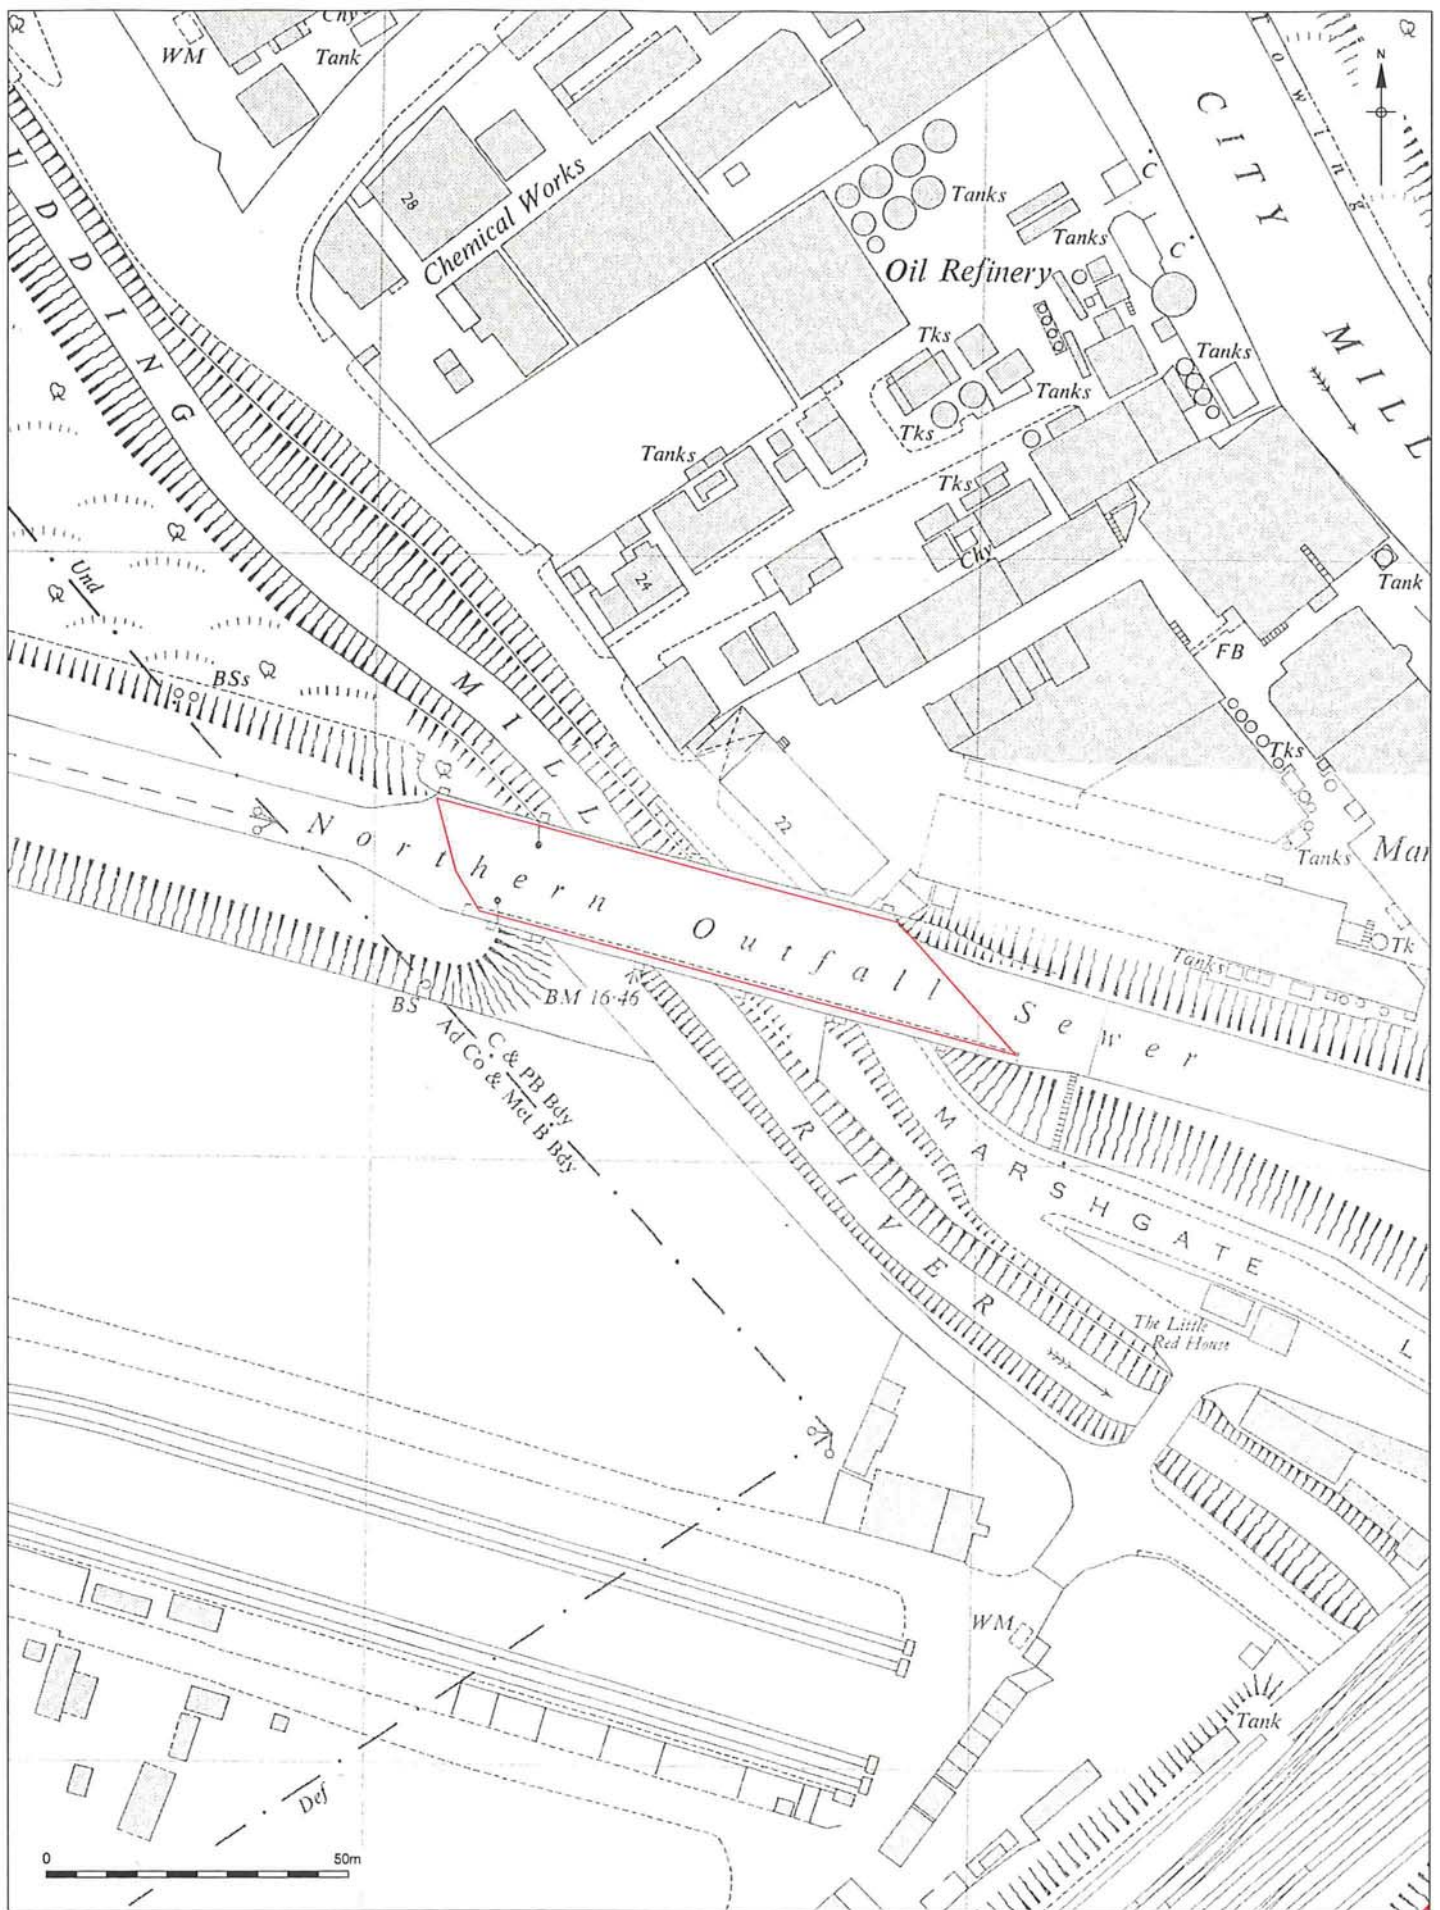 Chy
WM
Tank
Towing
N
CITY MILL
C
28
Chemical Works
Tanks
Tanks
C
Oil Refinery
UDDING MILL
Tks
Tanks
Tanks
Tks
Tanks
Tks
Chy
24
Tank
Und
FB
BSs
Tks
22
Tanks
Mar
Northern Outfall Sewer
Tk
Tanks
BS
BM 16·46
C & PB Bdy
Ad Co & Met B Bdy
RIVER
MARSHGATE L
The Little
Red House
WM
Tank
Def
0 50m